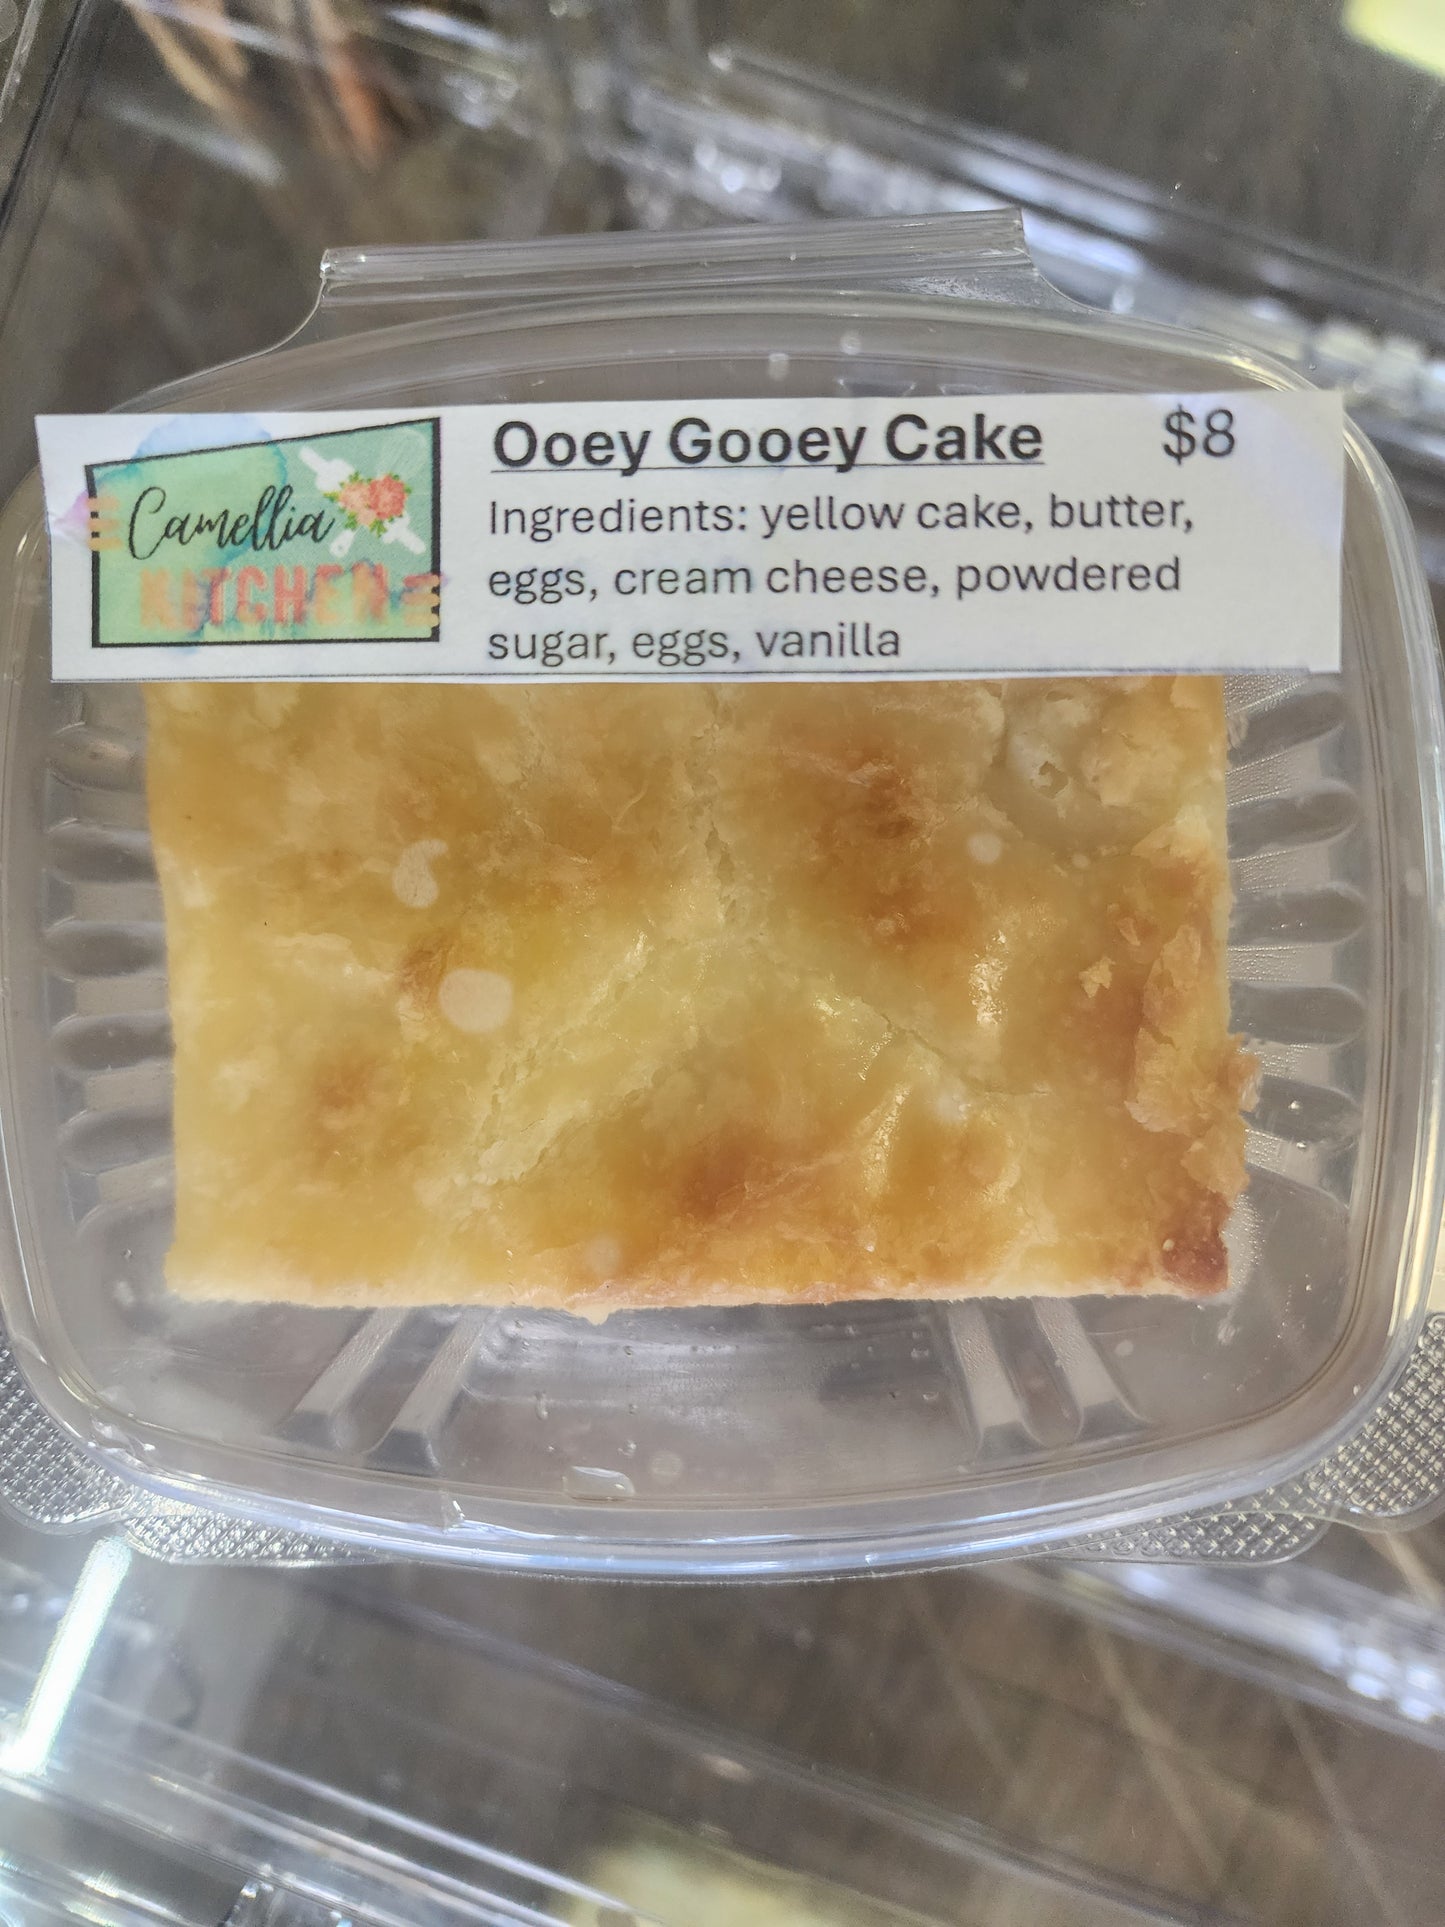 Camellia
KITCHEN
Ooey Gooey Cake $8
Ingredients: yellow cake, butter,
eggs, cream cheese, powdered
sugar, eggs, vanilla